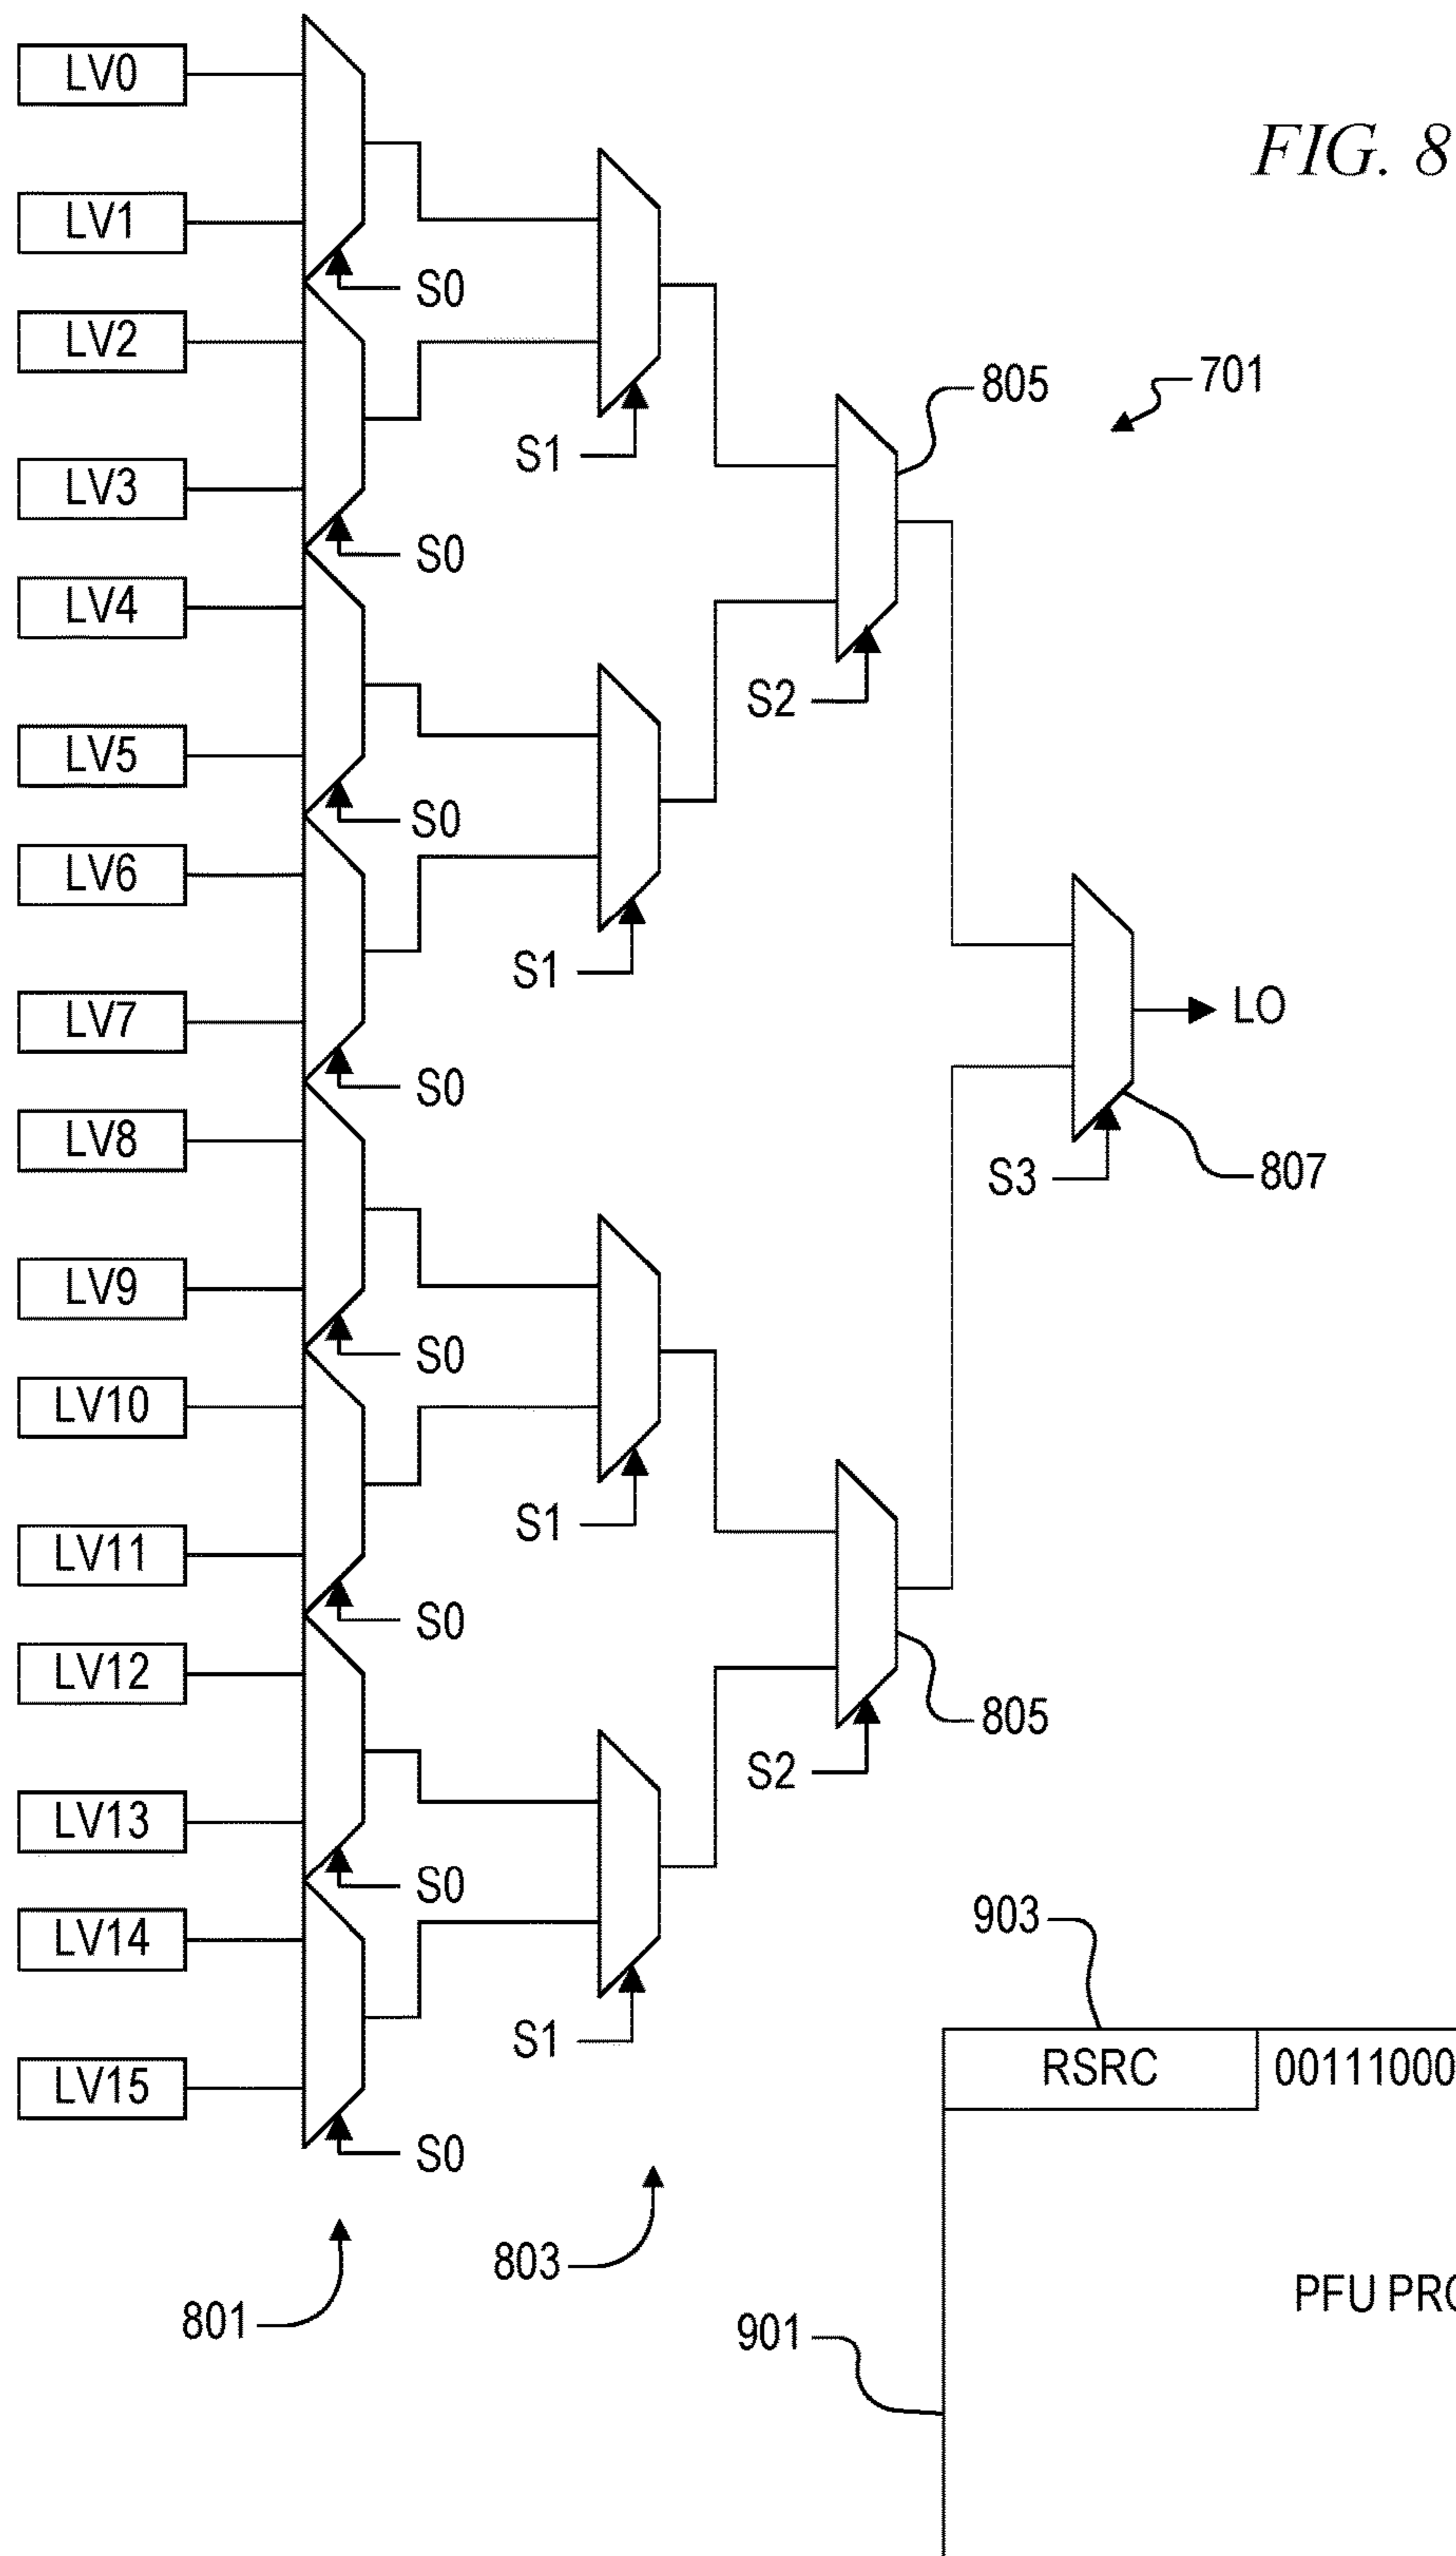 FIG. 8
LV0
LV1
S0
LV2
805
701
LV3
S1
S0
LV4
S2
LV5
S0
LV6
S1
LV7
LO
S0
LV8
S3
807
LV9
S0
LV10
S1
LV11
S0
LV12
805
S2
LV13
S0
903
LV14
S1
RSRC
00111000
LV15
S0
803
PFU PRO
801
901